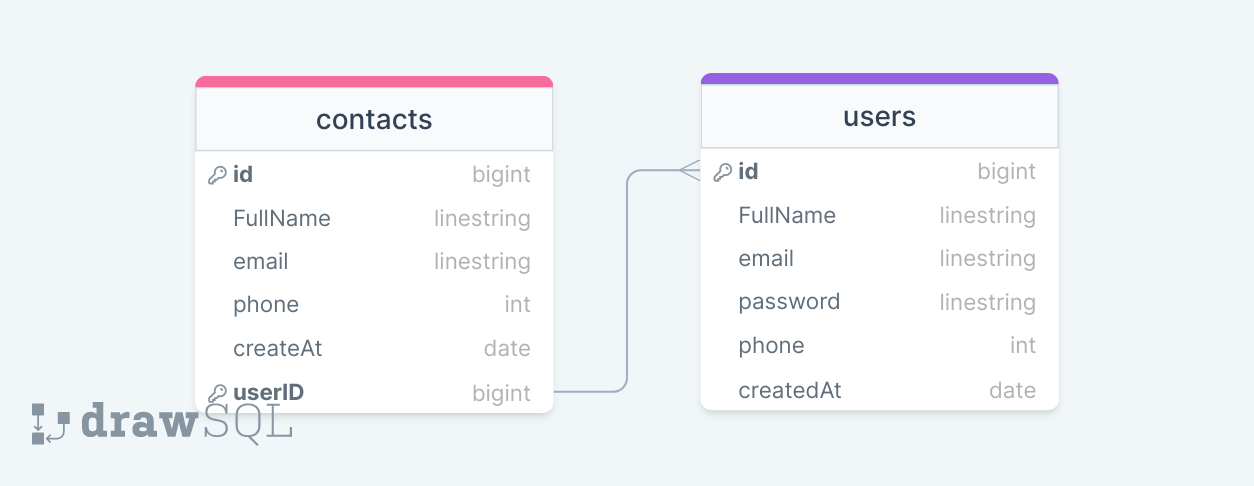 contacts
id bigint
FullName linestring
email linestring
phone int
createAt date
userID bigint
users
id bigint
FullName linestring
email linestring
password linestring
phone int
createdAt date
drawSQL